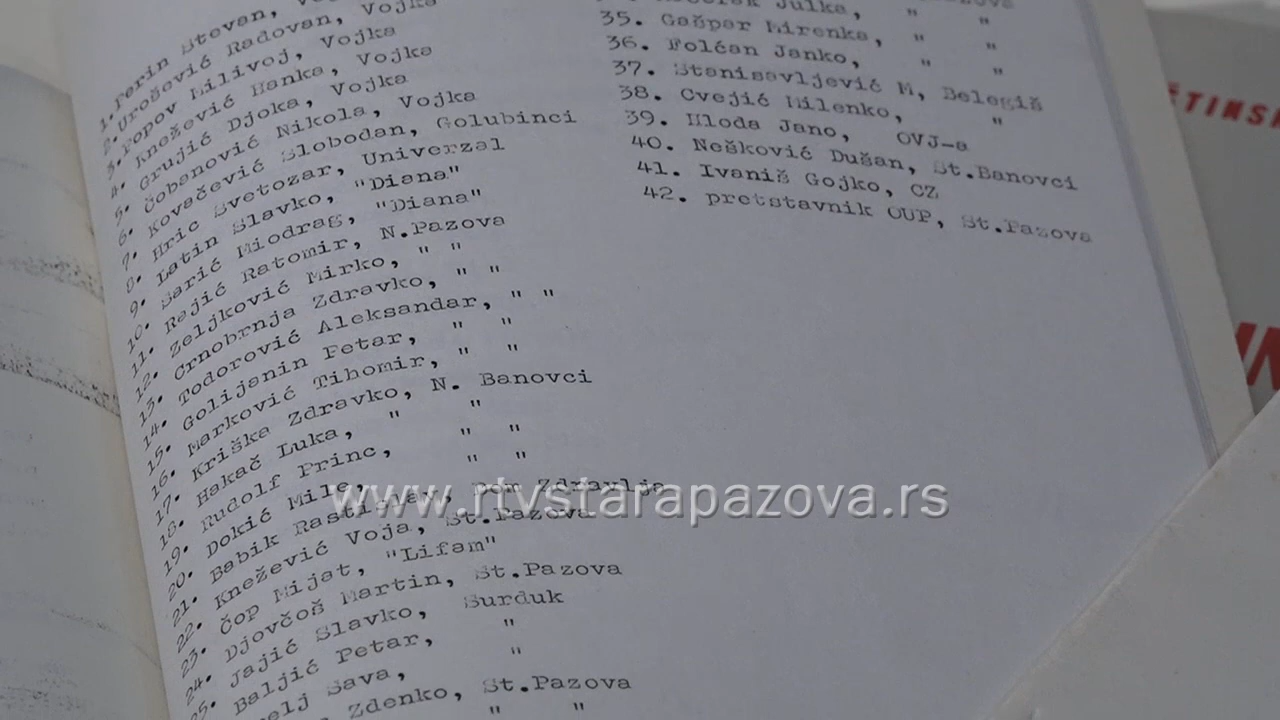 1. Perin Stevan,
2. Urošević Radovan, Vojka
3. Popov Milivoj, Vojka
4. Knežević Ranka, Vojka
5. Grujić Djoka, Vojka
6. Čobanović Nikola, Vojka
7. Kovačević Slobodan, Golubinci
8. Hric Svetozar, Univerzal
9. Latin Slavko, "Diana"
10. Sarić Miodrag, "Diana"
11. Rajić Ratomir, N.Pazova
12. Zeljković Mirko, " "
13. Crnobrnja Zdravko, " "
14. Todorović Aleksandar, " "
15. Golijanin Petar, " "
16. Marković Tihomir, " "
17. Kriška Zdravko, N. Banovci
18. Hakač Luka, " "
19. Rudolf Princ, " "
20. Dokić Mile, " "
21. Babik Rastislav, pom Zdravlja
22. Knežević Voja, St.Pazova
23. Čop Mijat, "Lifam"
24. Djovčoš Martin, St.Pazova
25. Jajić Slavko, Surduk
Baljić Petar, "
Sava, "
Zdenko, St.Pazova
" "
Julka, " "
35. Gašpar Mirenka, " "
36. Folćan Janko, " "
37. Stanisavljević M, Belegiš
38. Cvejić Milenko, "
39. Hloda Jano, OVJ-a
40. Nešković Dušan, St.Banovci
41. Ivaniš Gojko, CZ
42. pretstavnik OUP, St.Pazova
www.rtvstarapazova.rs